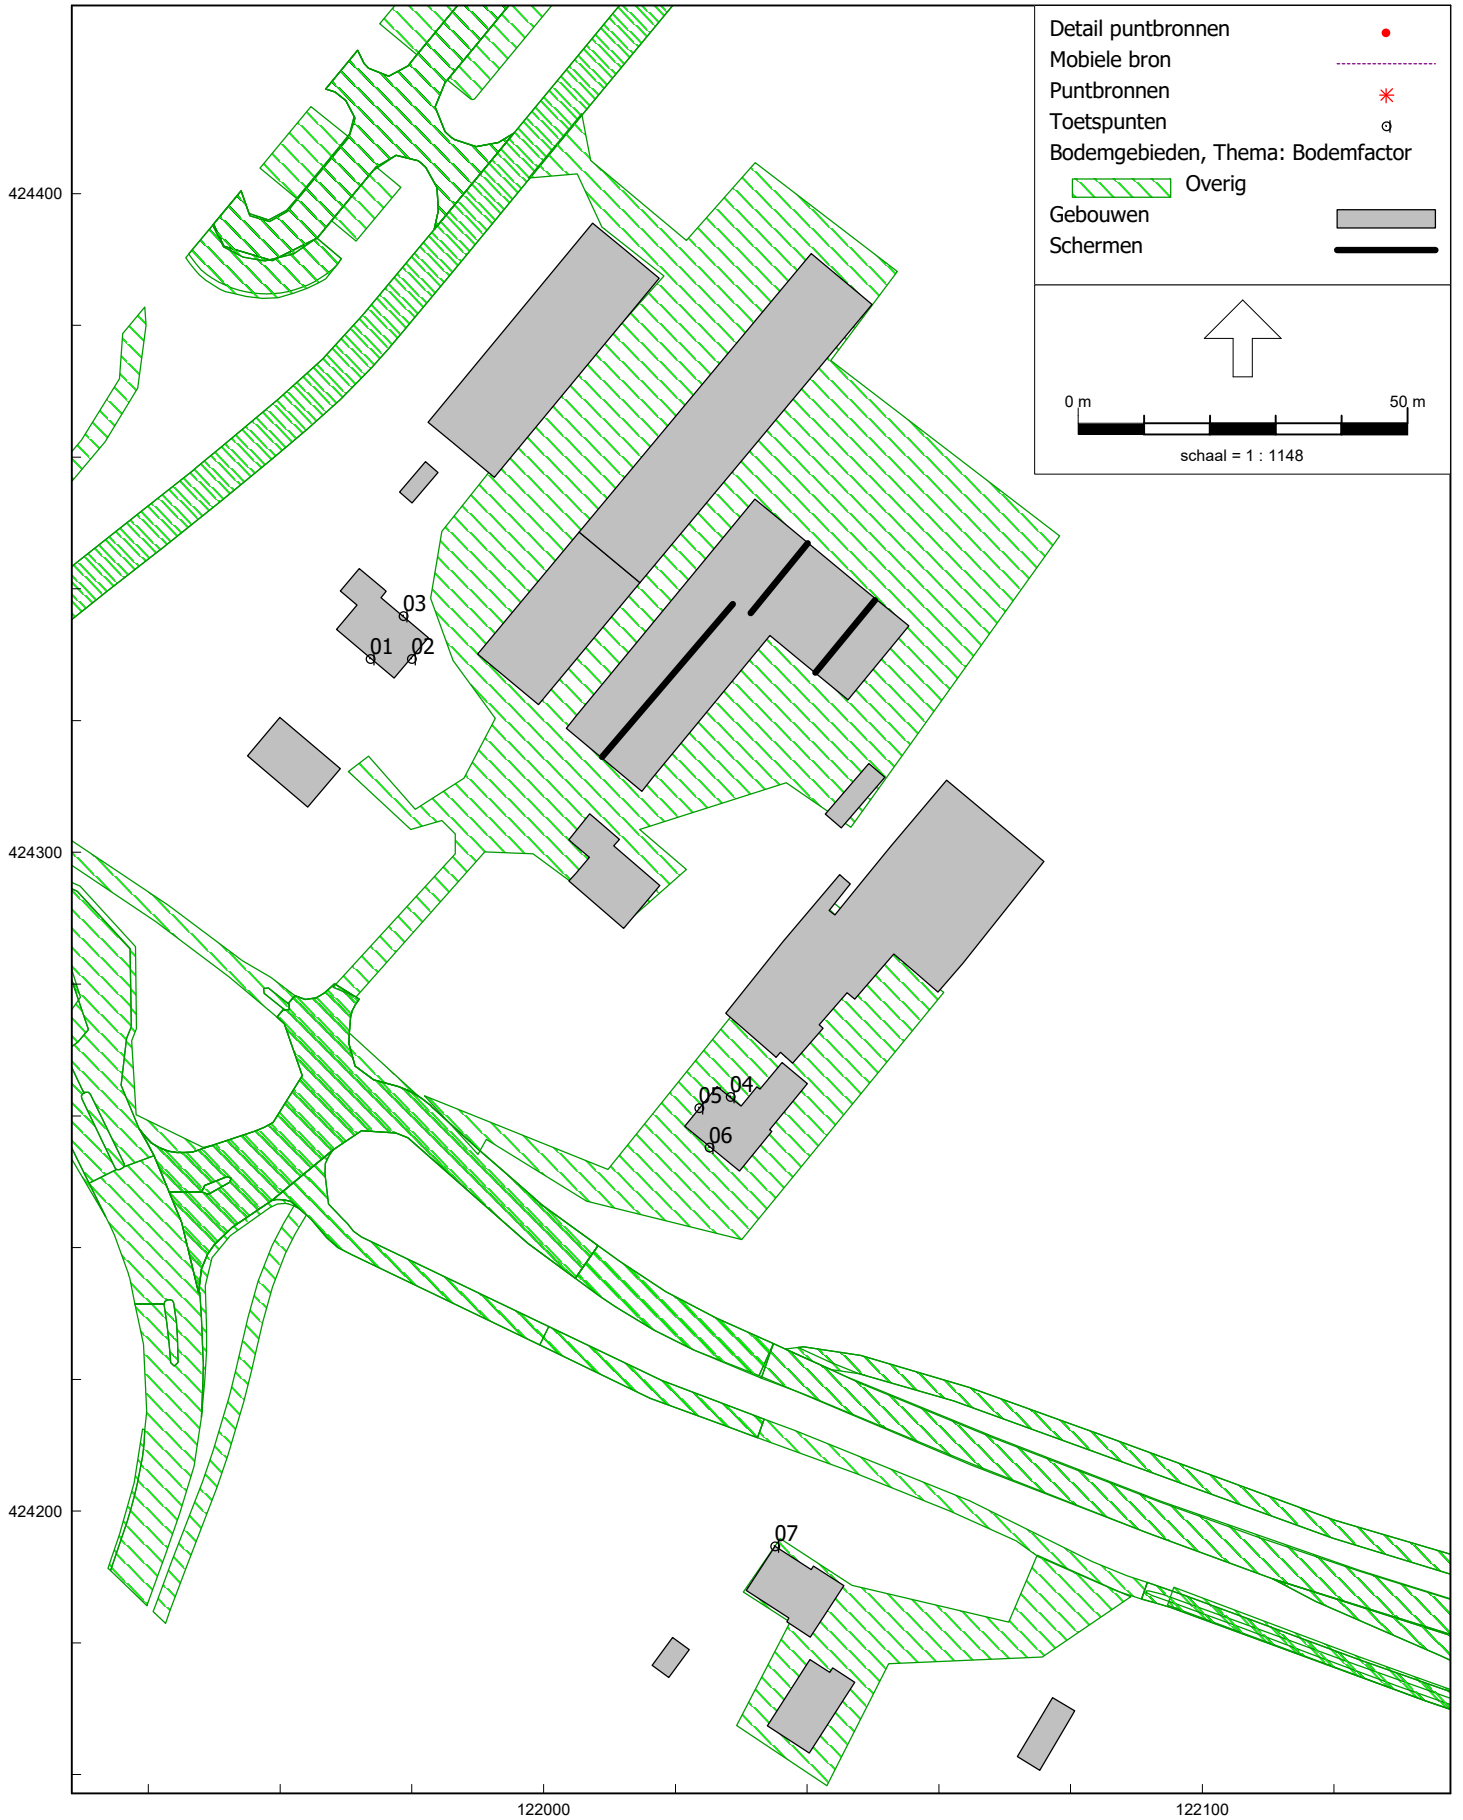 Detail puntbronnen
Mobiele bron
Puntbronnen
Toetspunten
Bodemgebieden, Thema: Bodemfactor
Overig
Gebouwen
Schermen
0 m 50 m
schaal = 1 : 1148
424400
03
01 02
424300
04
05
06
424200
07
122000 122100